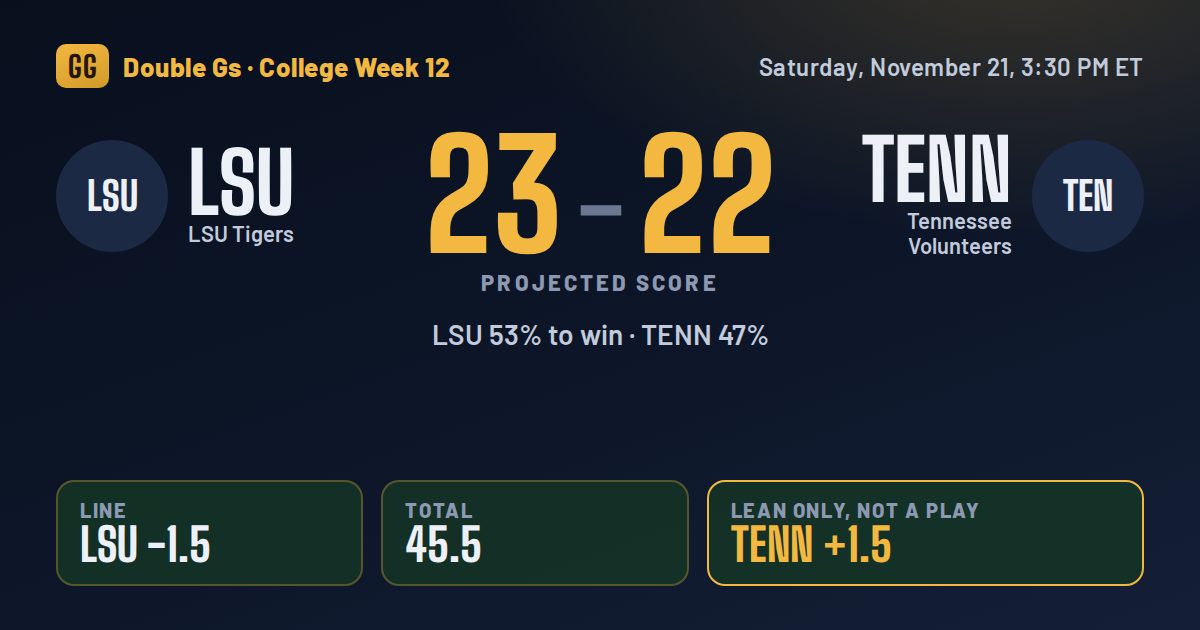 GG Double Gs · College Week 12
Saturday, November 21, 3:30 PM ET
LSU
LSU
LSU Tigers
23 – 22
PROJECTED SCORE
LSU 53% to win · TENN 47%
TENN
Tennessee
Volunteers
TEN
LINE
LSU −1.5
TOTAL
45.5
LEAN ONLY, NOT A PLAY
TENN +1.5